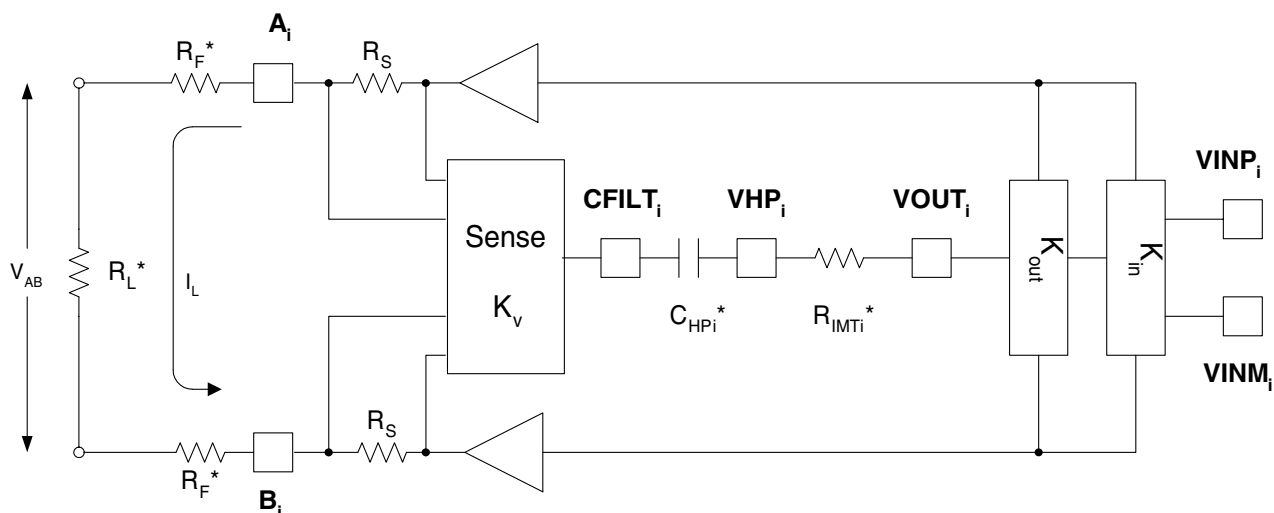 A_i
R_F*
R_S
VINP_i
CFILT_i
VHP_i
VOUT_i
Sense
K_v
K_out
K_in
V_AB
R_L*
I_L
C_HPi*
R_IMTi*
VINM_i
R_S
R_F*
B_i